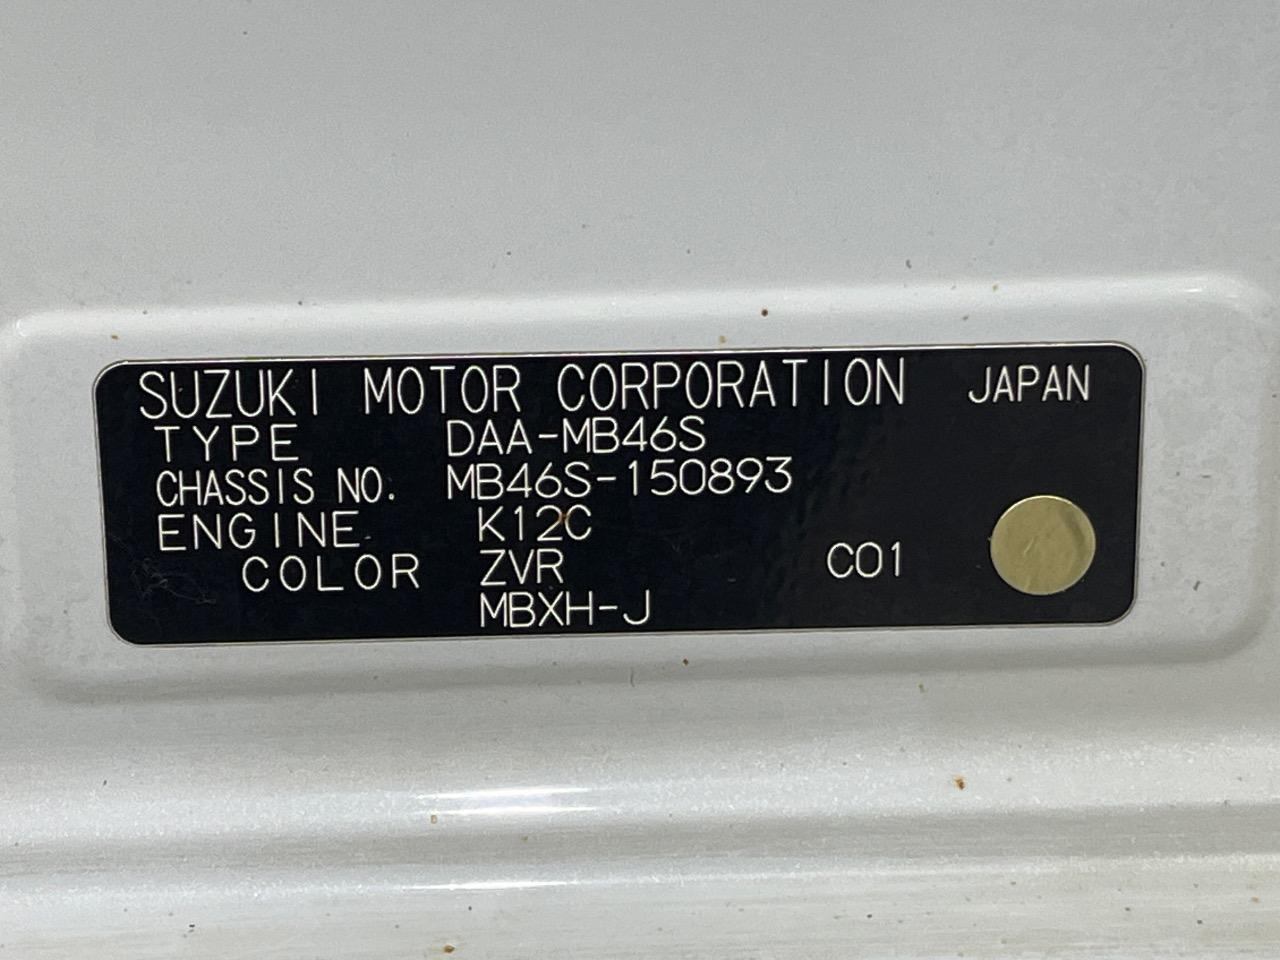 SUZUKI MOTOR CORPORATION JAPAN
TYPE DAA-MB46S
CHASSIS NO. MB46S-150893
ENGINE K12C
COLOR ZVR C01
MBXH-J